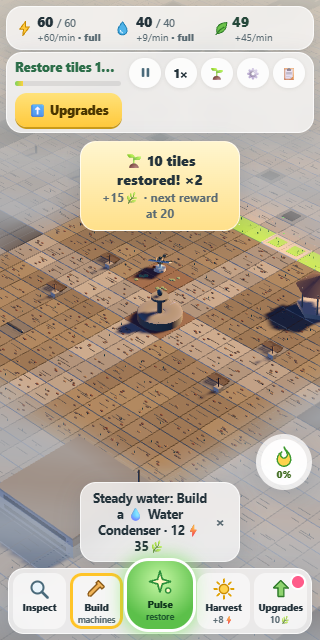 60 / 60
+60/min · full
40 / 40
+9/min · full
49
+45/min
Restore tiles 1...
1×
Upgrades
10 tiles
restored! ×2
+15 · next reward
at 20
0%
Steady water: Build
a Water
Condenser · 12
35
×
Inspect
Build
machines
Pulse
restore
Harvest
+8
Upgrades
10